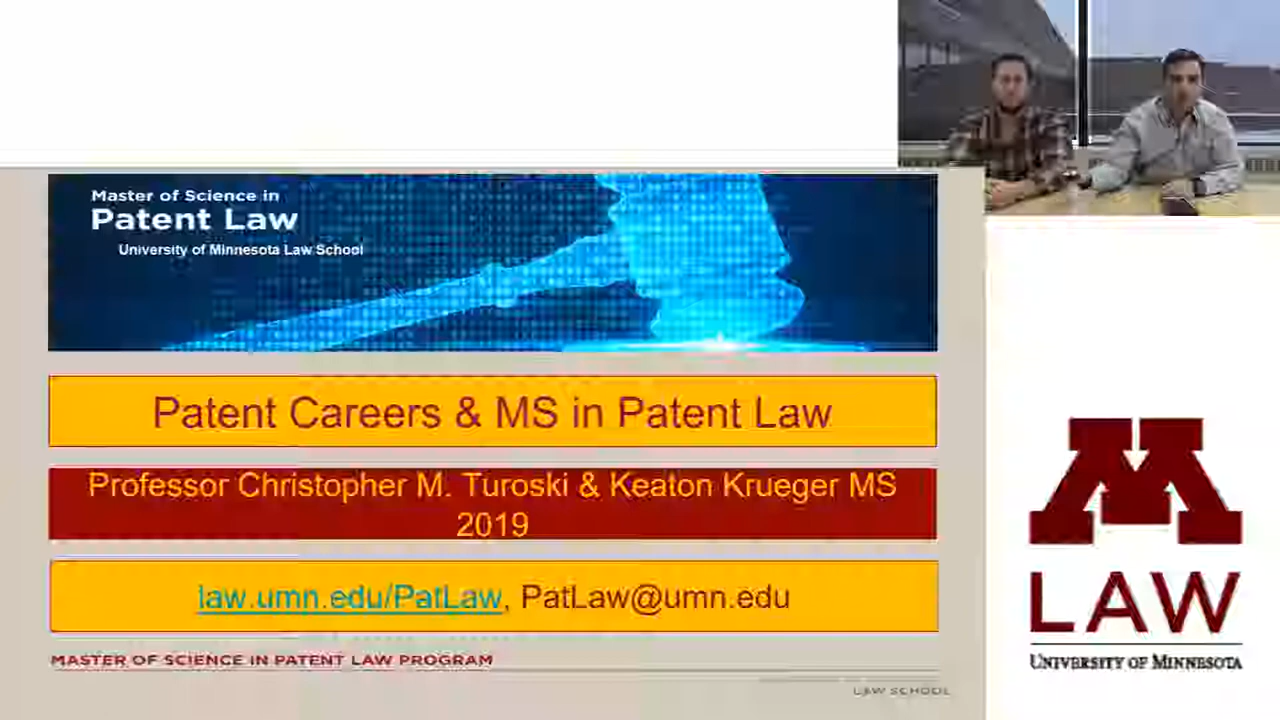 Master of Science in
Patent Law
University of Minnesota Law School
Patent Careers & MS in Patent Law
Professor Christopher M. Turoski & Keaton Krueger MS
2019
law.umn.edu/PatLaw, PatLaw@umn.edu
MASTER OF SCIENCE IN PATENT LAW PROGRAM
LAW SCHOOL
M
LAW
UNIVERSITY OF MINNESOTA